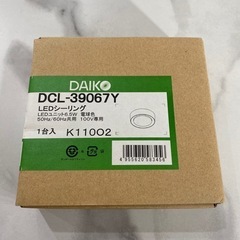 DAIKO
DCL-39067Y
LEDシーリング
LEDユニット6.5W 電球色
50Hz/60Hz共用 100V専用
1台入 K11002
4955620583456